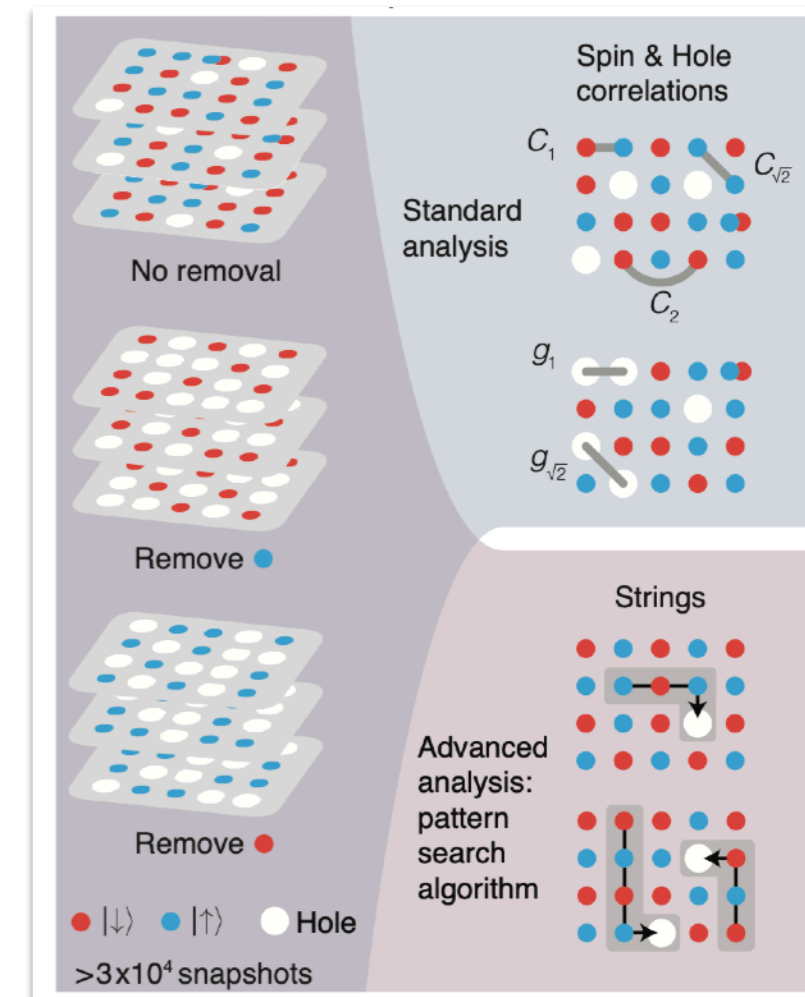 No removal
Remove
Remove
|↓⟩ |↑⟩ Hole
>3x10⁴ snapshots
Spin & Hole
correlations
Standard
analysis
C₁
C√2
C₂
g₁
g√2
Strings
Advanced
analysis:
pattern
search
algorithm